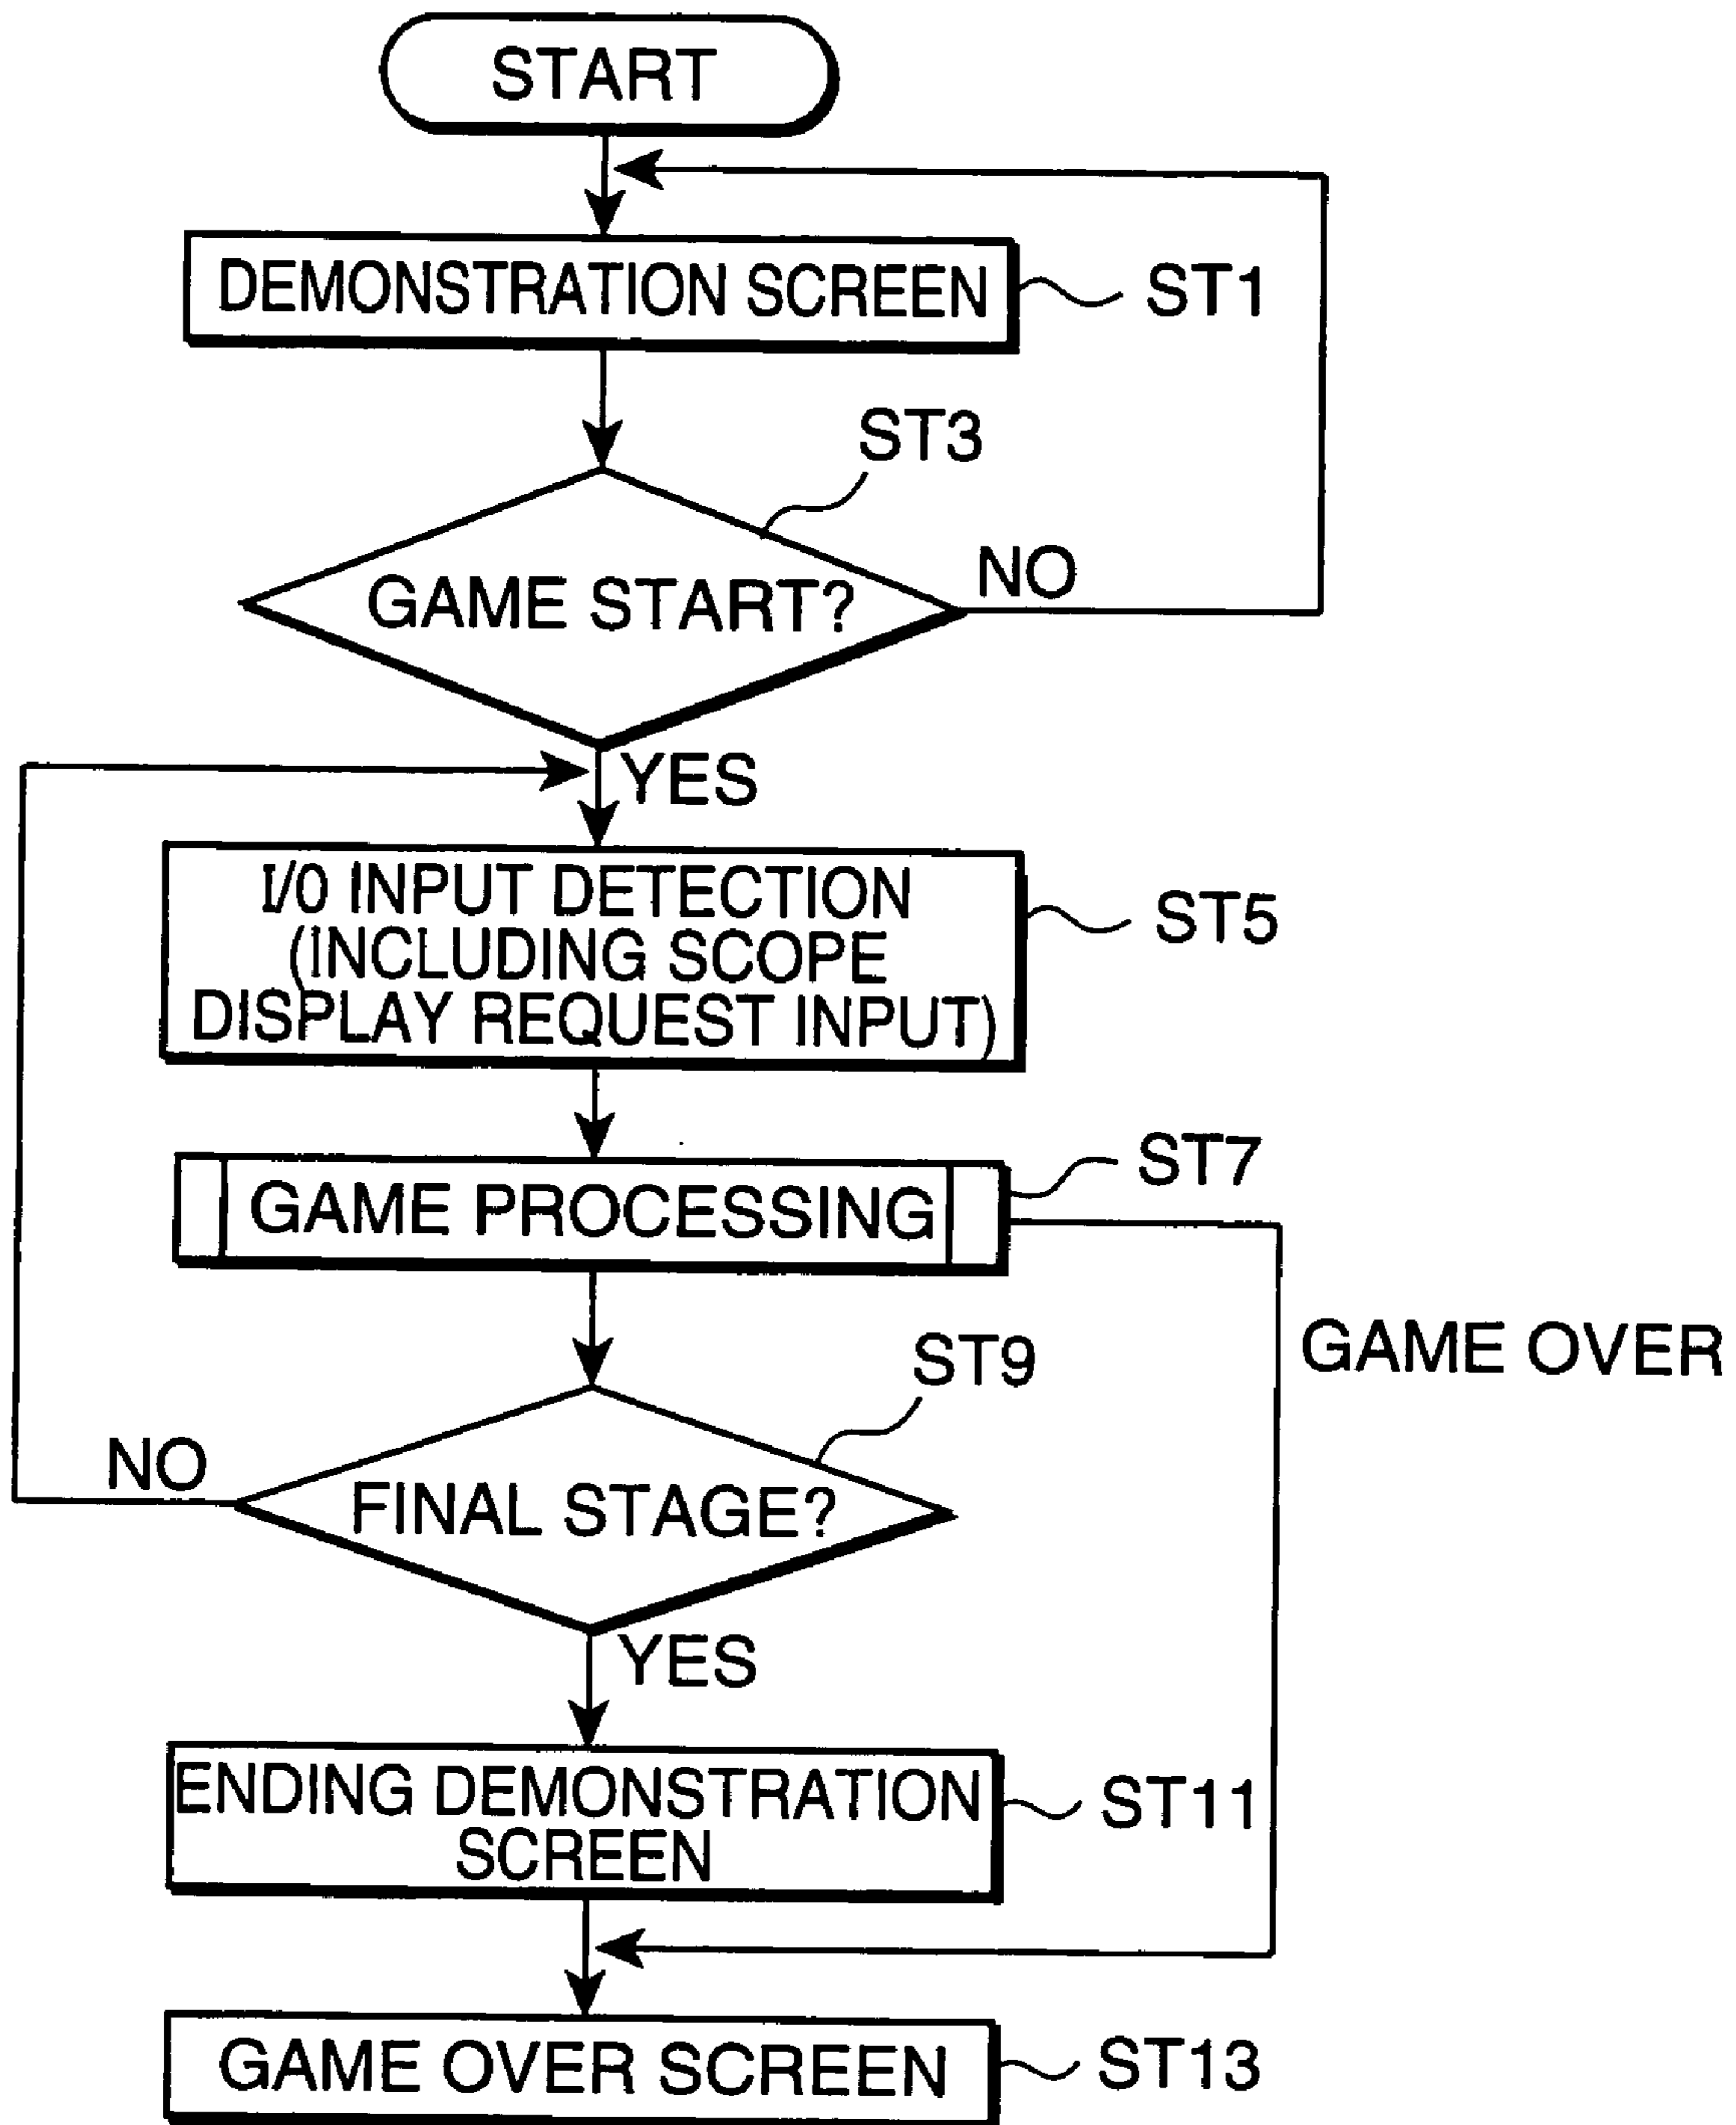 START
DEMONSTRATION SCREEN
ST1
ST3
GAME START?
NO
YES
I/O INPUT DETECTION
(INCLUDING SCOPE
DISPLAY REQUEST INPUT)
ST5
ST7
GAME PROCESSING
GAME OVER
ST9
NO
FINAL STAGE?
YES
ENDING DEMONSTRATION
SCREEN
ST11
GAME OVER SCREEN
ST13